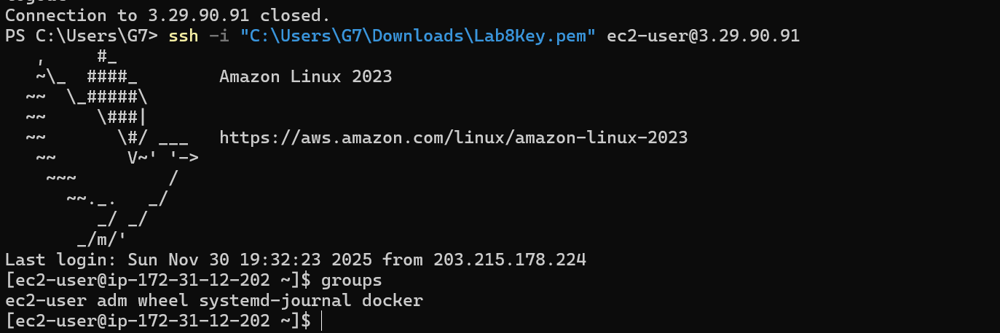 Connection to 3.29.90.91 closed.
PS C:\Users\G7> ssh -i "C:\Users\G7\Downloads\Lab8Key.pem" ec2-user@3.29.90.91
   ,     #_
   ~\_  ####_        Amazon Linux 2023
  ~~  \_#####\
  ~~     \###|
  ~~       \#/ ___   https://aws.amazon.com/linux/amazon-linux-2023
   ~~       V~' '->
    ~~~         /
      ~~._.   _/
         _/ _/
       _/m/'
Last login: Sun Nov 30 19:32:23 2025 from 203.215.178.224
[ec2-user@ip-172-31-12-202 ~]$ groups
ec2-user adm wheel systemd-journal docker
[ec2-user@ip-172-31-12-202 ~]$